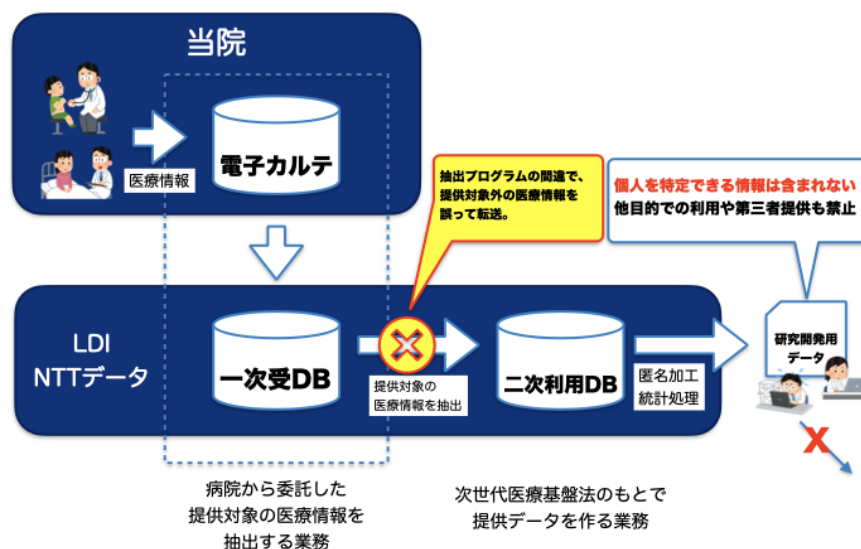 当院
電子カルテ
医療情報
抽出プログラムの間違で、
提供対象外の医療情報を
誤って転送。
個人を特定できる情報は含まれない
他目的での利用や第三者提供も禁止
LDI
NTTデータ
一次受DB
提供対象の
医療情報を抽出
二次利用DB
匿名加工
統計処理
研究開発用
データ
X
病院から委託した
提供対象の医療情報を
抽出する業務
次世代医療基盤法のもとで
提供データを作る業務